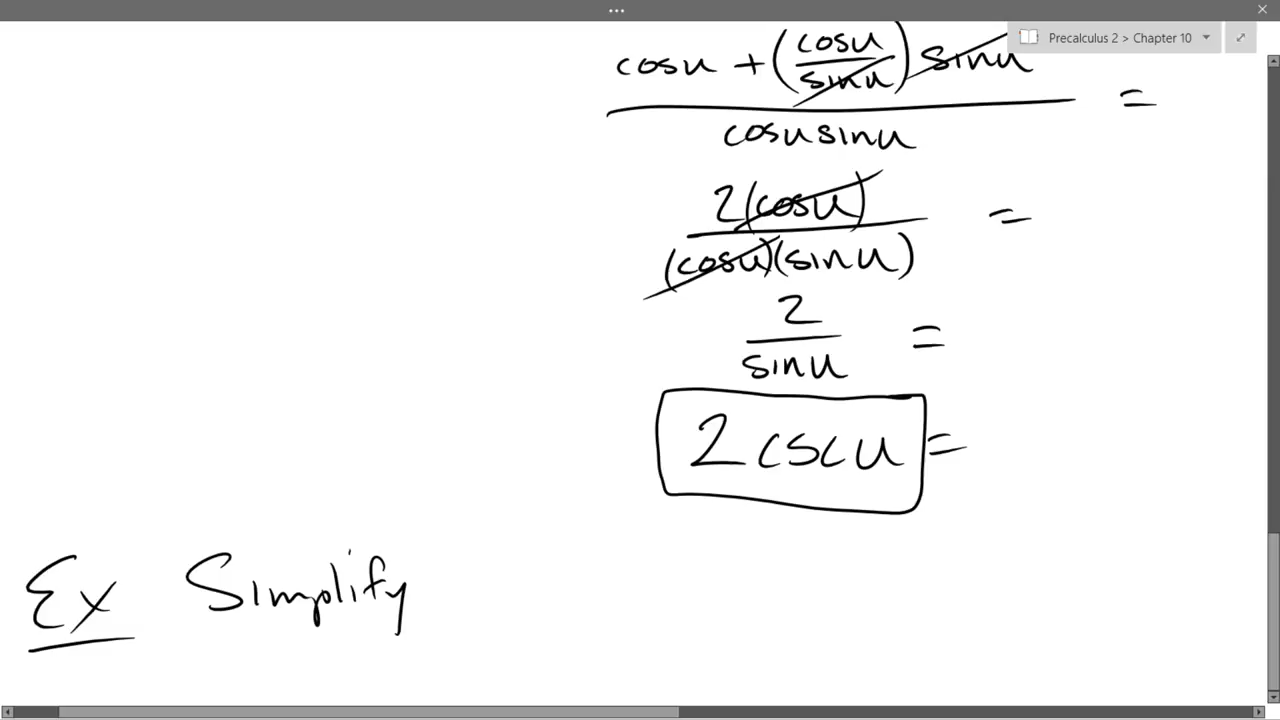 ...
Precalculus 2 > Chapter 10
cosu + (cosu/sinu) sinu
cosusinu
=
2(cosu)
(cosu)(sinu)
=
2
sinu
=
2cscu =
Ex Simplify